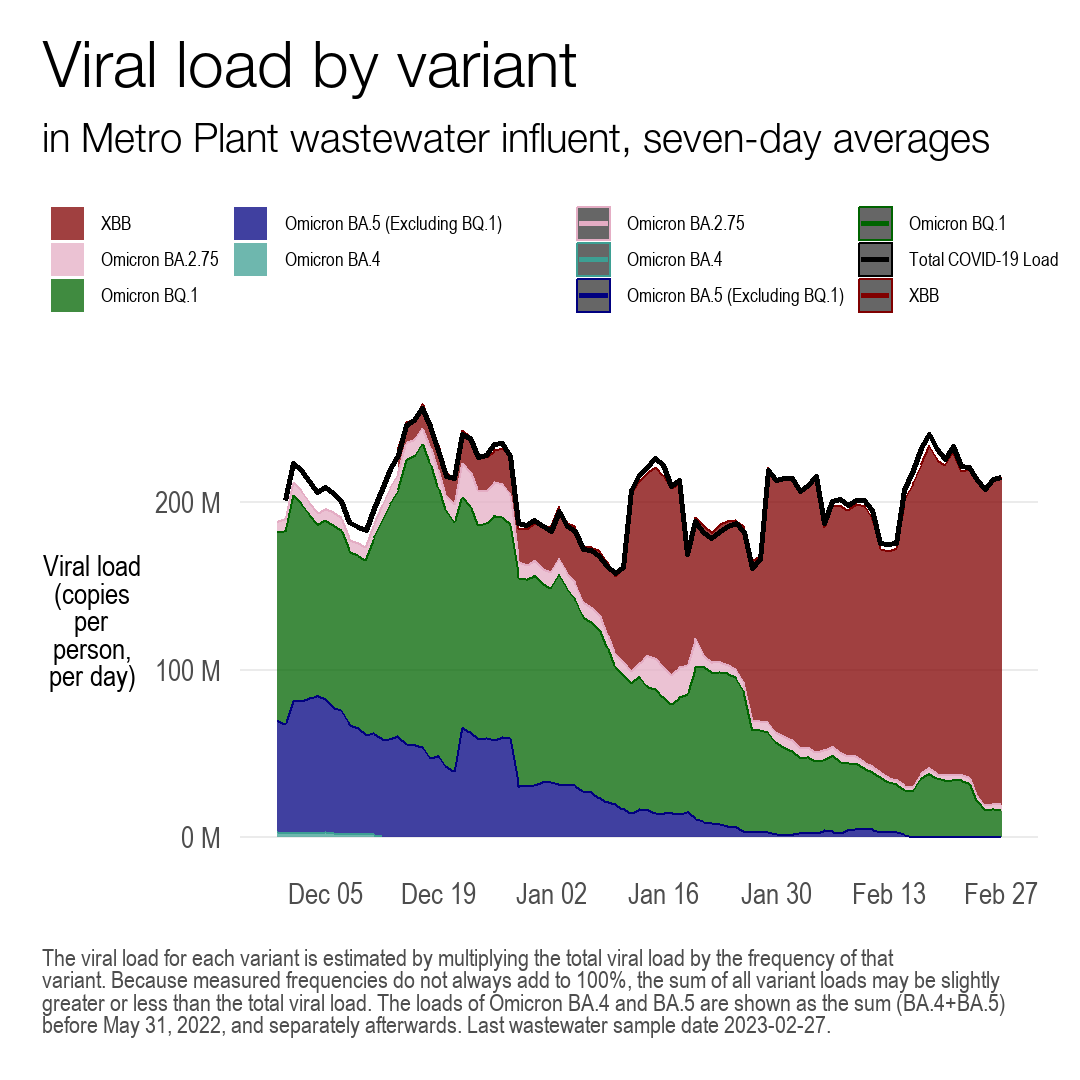 Viral load by variant
in Metro Plant wastewater influent, seven-day averages
XBB
Omicron BA.2.75
Omicron BQ.1
Omicron BA.5 (Excluding BQ.1)
Omicron BA.4
Omicron BA.2.75
Omicron BA.4
Omicron BA.5 (Excluding BQ.1)
Omicron BQ.1
Total COVID-19 Load
XBB
Viral load
(copies
per
person,
per day)
200 M
100 M
0 M
Dec 05
Dec 19
Jan 02
Jan 16
Jan 30
Feb 13
Feb 27
The viral load for each variant is estimated by multiplying the total viral load by the frequency of that
variant. Because measured frequencies do not always add to 100%, the sum of all variant loads may be slightly
greater or less than the total viral load. The loads of Omicron BA.4 and BA.5 are shown as the sum (BA.4+BA.5)
before May 31, 2022, and separately afterwards. Last wastewater sample date 2023-02-27.